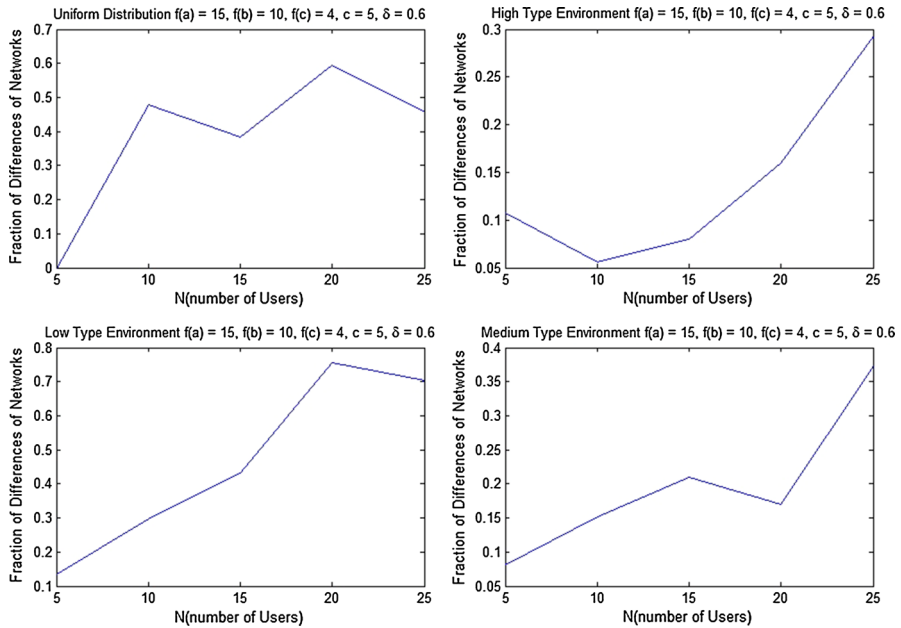 Uniform Distribution f(a) = 15, f(b) = 10, f(c) = 4, c = 5, δ = 0.6
Fraction of Differences of Networks
0.7
0.6
0.5
0.4
0.3
0.2
0.1
0
5 10 15 20 25
N(number of Users)
High Type Environment f(a) = 15, f(b) = 10, f(c) = 4, c = 5, δ = 0.6
Fraction of Differences of Networks
0.3
0.25
0.2
0.15
0.1
0.05
5 10 15 20 25
N(number of Users)
Low Type Environment f(a) = 15, f(b) = 10, f(c) = 4, c = 5, δ = 0.6
Fraction of Differences of Networks
0.8
0.7
0.6
0.5
0.4
0.3
0.2
0.1
5 10 15 20 25
N(number of Users)
Medium Type Environment f(a) = 15, f(b) = 10, f(c) = 4, c = 5, δ = 0.6
Fraction of Differences of Networks
0.4
0.35
0.3
0.25
0.2
0.15
0.1
0.05
5 10 15 20 25
N(number of Users)